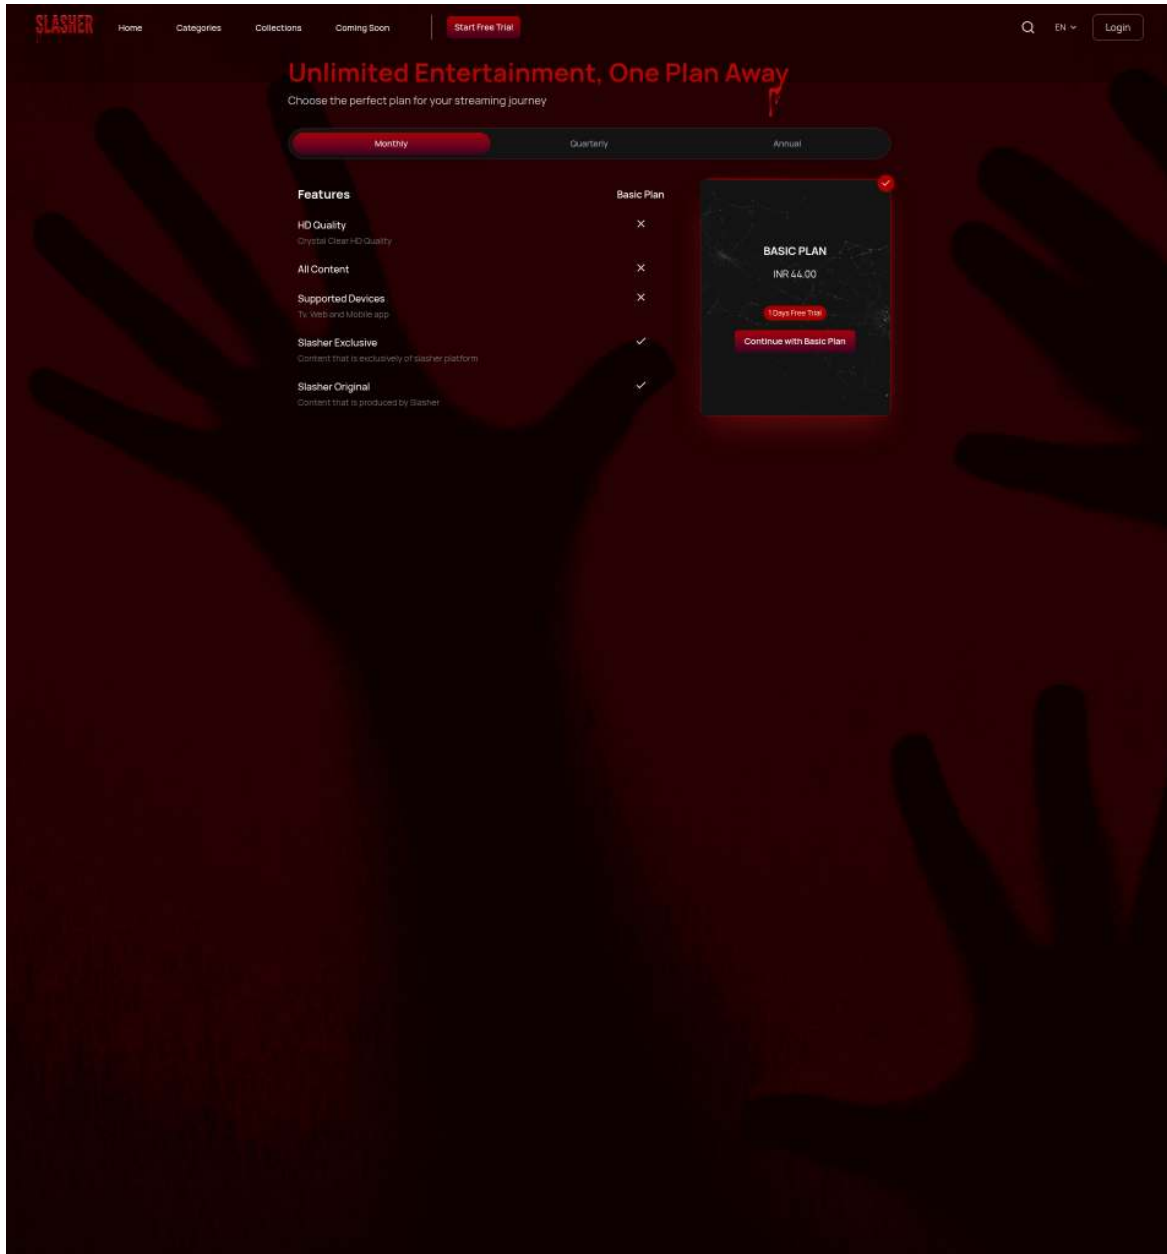 SLASHER Home Categories Collections Coming Soon Start Free Trial EN Login
Unlimited Entertainment, One Plan Away
Choose the perfect plan for your streaming journey
Monthly Quarterly Annual
Features Basic Plan
HD Quality
Crystal Clear HD Quality
All Content
Supported Devices
Tv, Web and Mobile app
Slasher Exclusive
Content that is exclusively of slasher platform
Slasher Original
Content that is produced by Slasher
BASIC PLAN
INR 44.00
1 Days Free Trial
Continue with Basic Plan